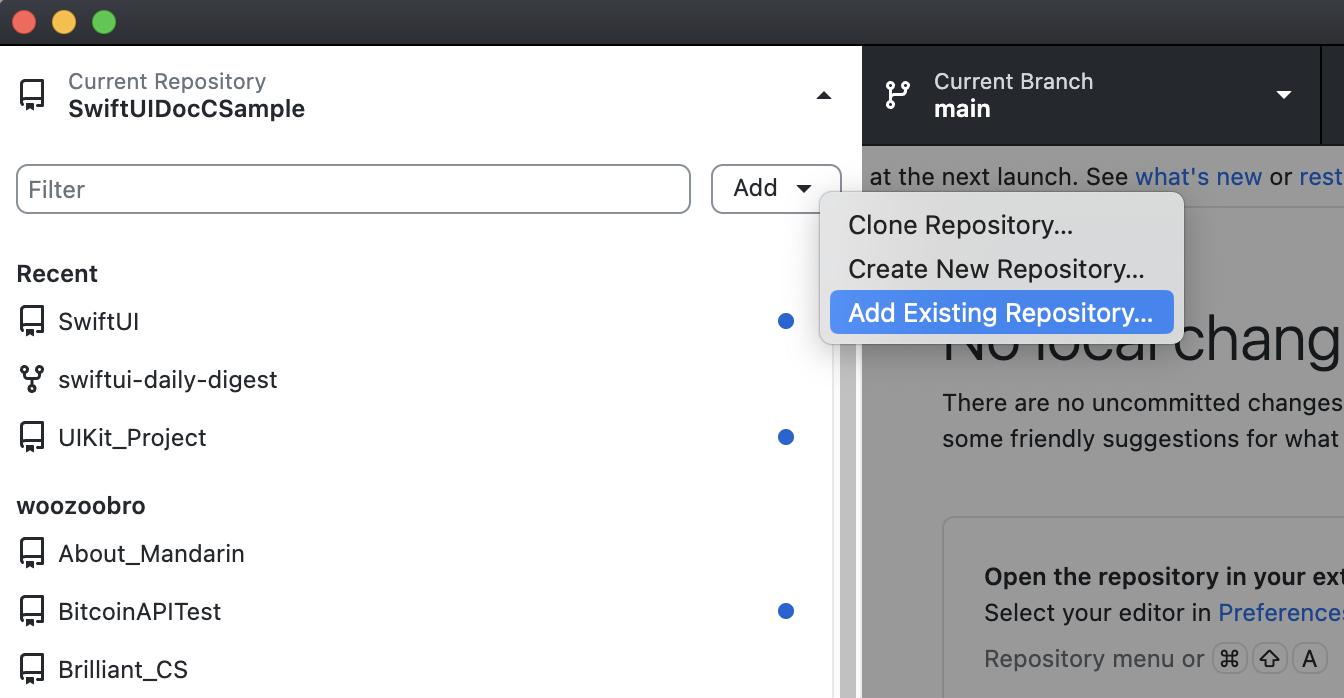 Current Repository
SwiftUIDocCSample
Current Branch
main
Filter
Add
at the next launch. See what's new or rest
Clone Repository...
Create New Repository...
Add Existing Repository...
Recent
SwiftUI
swiftui-daily-digest
UIKit_Project
woozoobro
About_Mandarin
BitcoinAPITest
Brilliant_CS
No local chang
There are no uncommitted changes
some friendly suggestions for what
Open the repository in your ext
Select your editor in Preferences
Repository menu or ⌘ ⇧ A